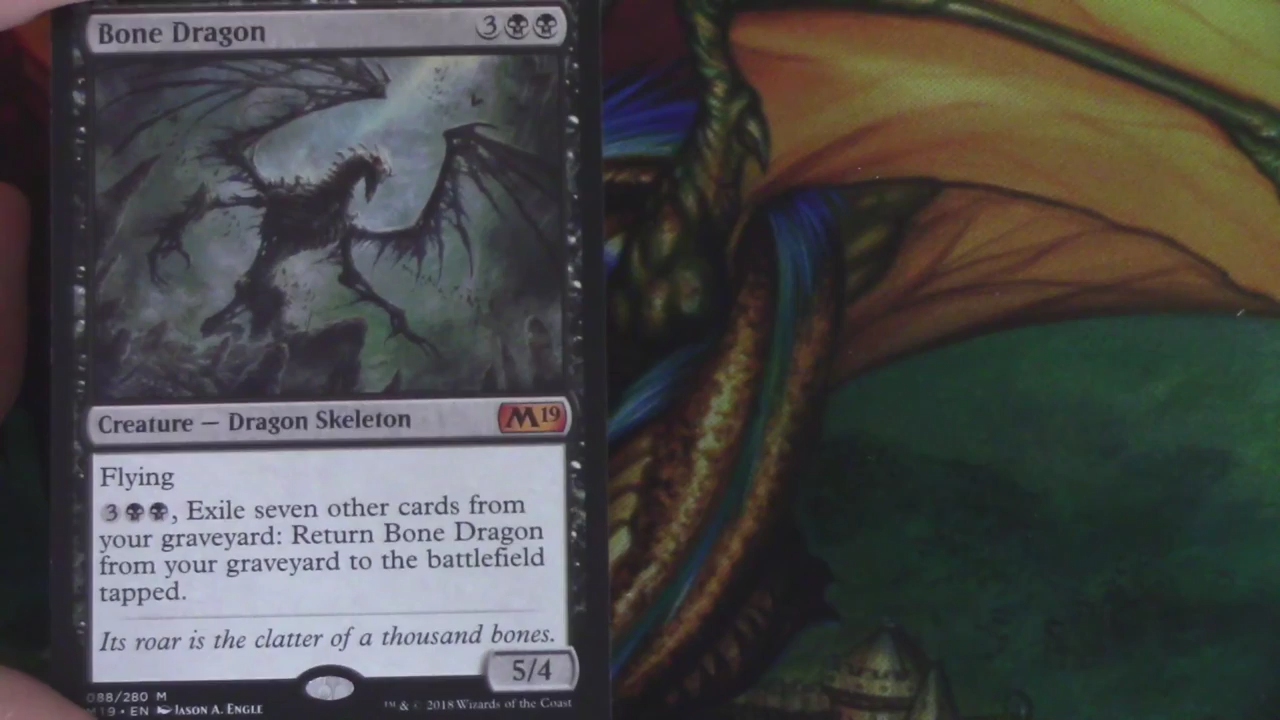 Bone Dragon 3
Creature — Dragon Skeleton M19
Flying
3, Exile seven other cards from
your graveyard: Return Bone Dragon
from your graveyard to the battlefield
tapped.
Its roar is the clatter of a thousand bones.
5/4
088/280 M
M19 • EN JASON A. ENGLE
™ & © 2018 Wizards of the Coast